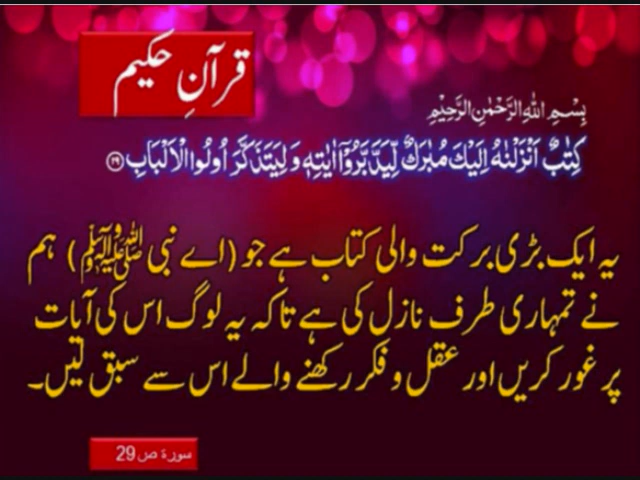 قرآنِ حکیم
بِسْمِ اللهِ الرَّحْمٰنِ الرَّحِيْمِ
كِتٰبٌ اَنْزَلْنٰهُ اِلَيْكَ مُبٰرَكٌ لِّيَدَّبَّرُوْٓا اٰيٰتِهٖ وَلِيَتَذَكَّرَ اُولُوا الْاَلْبَابِ ۝۲۹
یہ ایک بڑی برکت والی کتاب ہے جو (اے نبی ﷺ) ہم
نے تمہاری طرف نازل کی ہے تاکہ یہ لوگ اس کی آیات
پر غور کریں اور عقل و فکر رکھنے والے اس سے سبق لیں۔
سورۃ ص 29